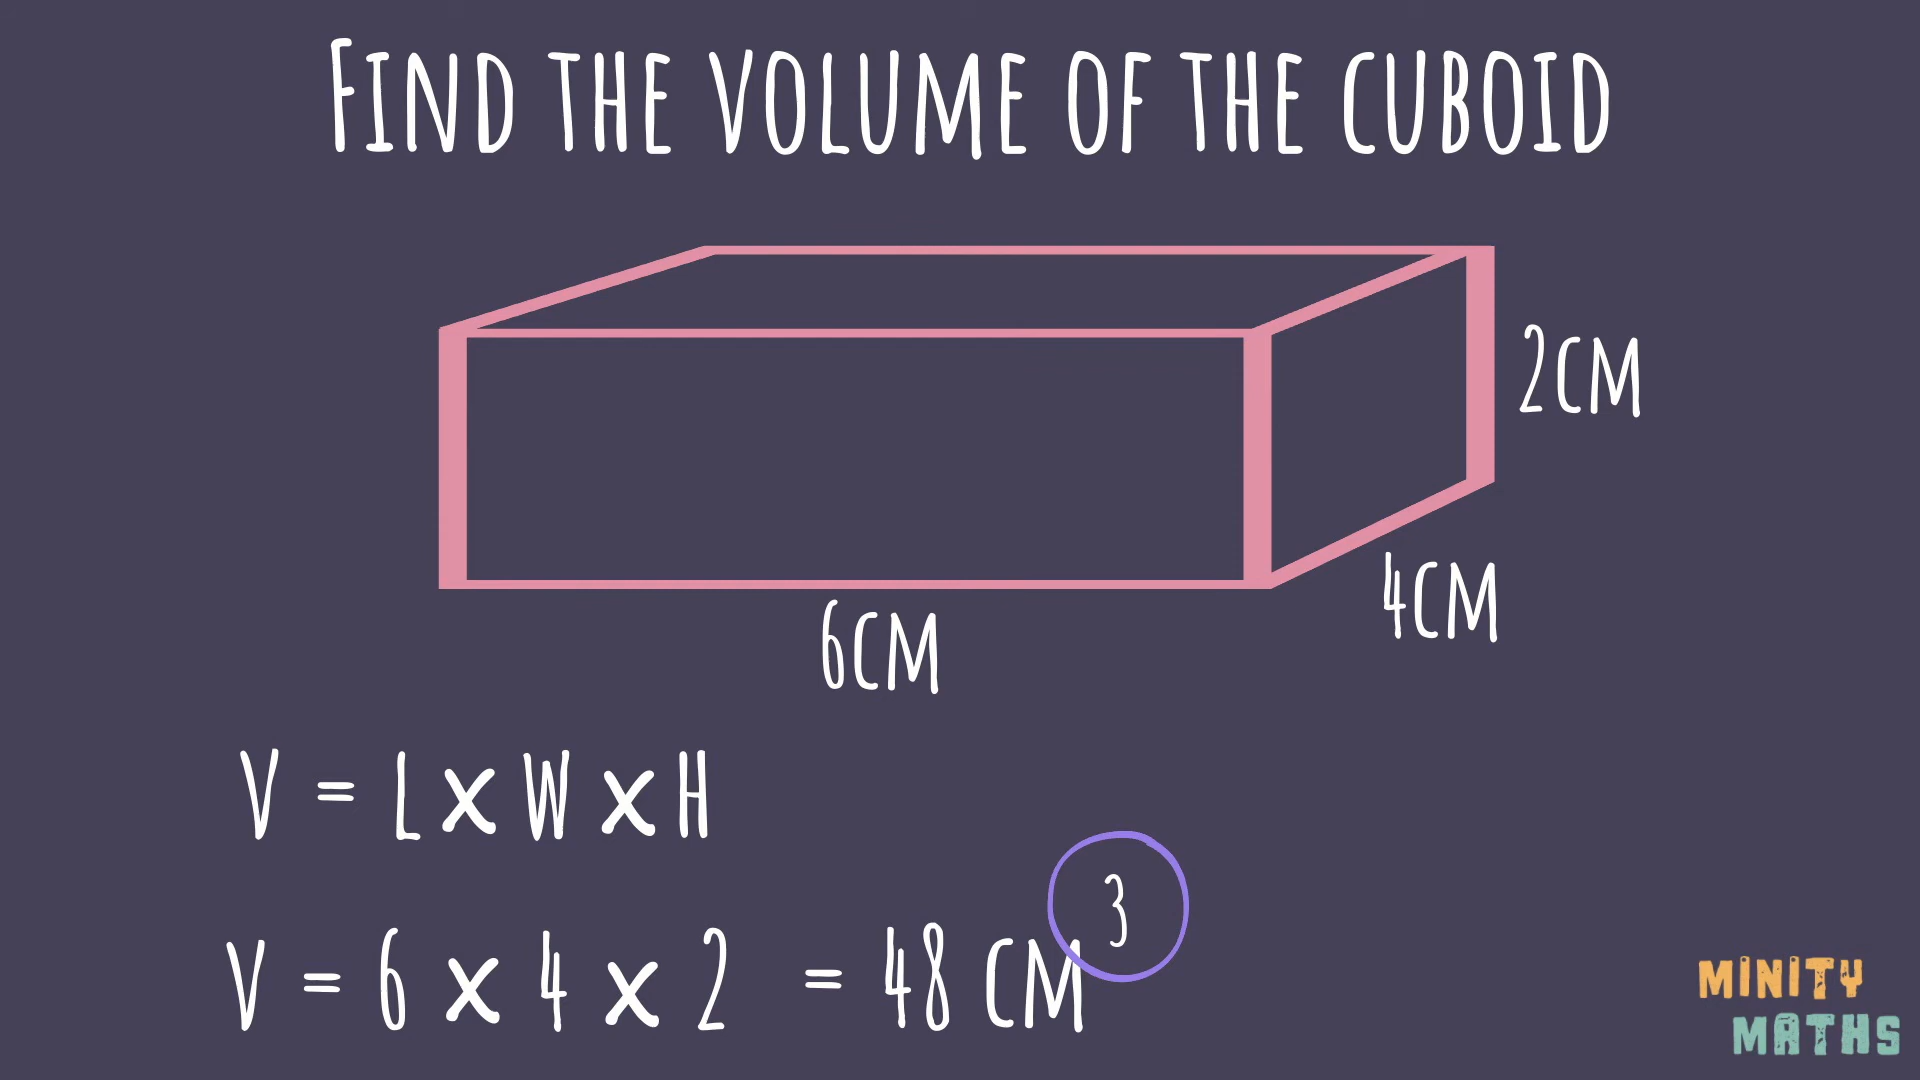 FIND THE VOLUME OF THE CUBOID
2CM
4CM
6CM
V = L x W x H
V = 6 x 4 x 2 = 48 CM³
MINITY
MATHS